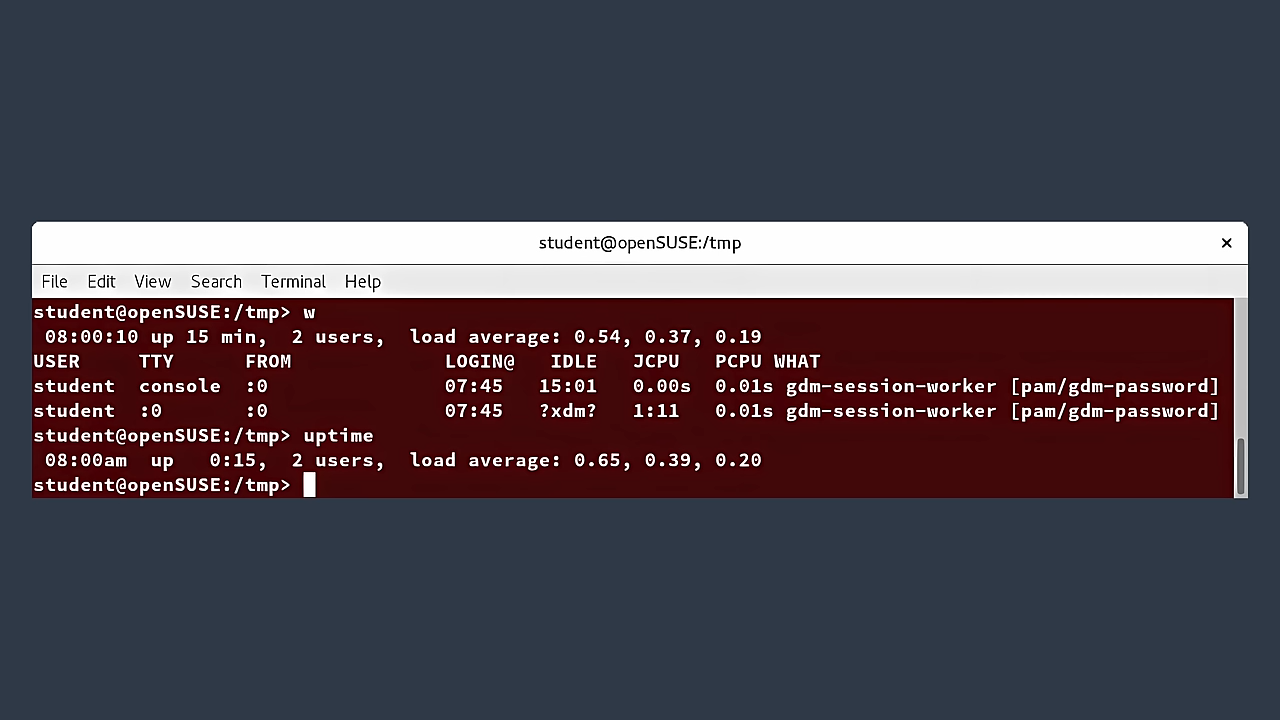 student@openSUSE:/tmp ×
File Edit View Search Terminal Help
student@openSUSE:/tmp> w
 08:00:10 up 15 min,  2 users,  load average: 0.54, 0.37, 0.19
USER     TTY      FROM             LOGIN@   IDLE   JCPU   PCPU WHAT
student  console  :0               07:45   15:01   0.00s  0.01s gdm-session-worker [pam/gdm-password]
student  :0       :0               07:45   ?xdm?   1:11   0.01s gdm-session-worker [pam/gdm-password]
student@openSUSE:/tmp> uptime
 08:00am  up   0:15,  2 users,  load average: 0.65, 0.39, 0.20
student@openSUSE:/tmp>